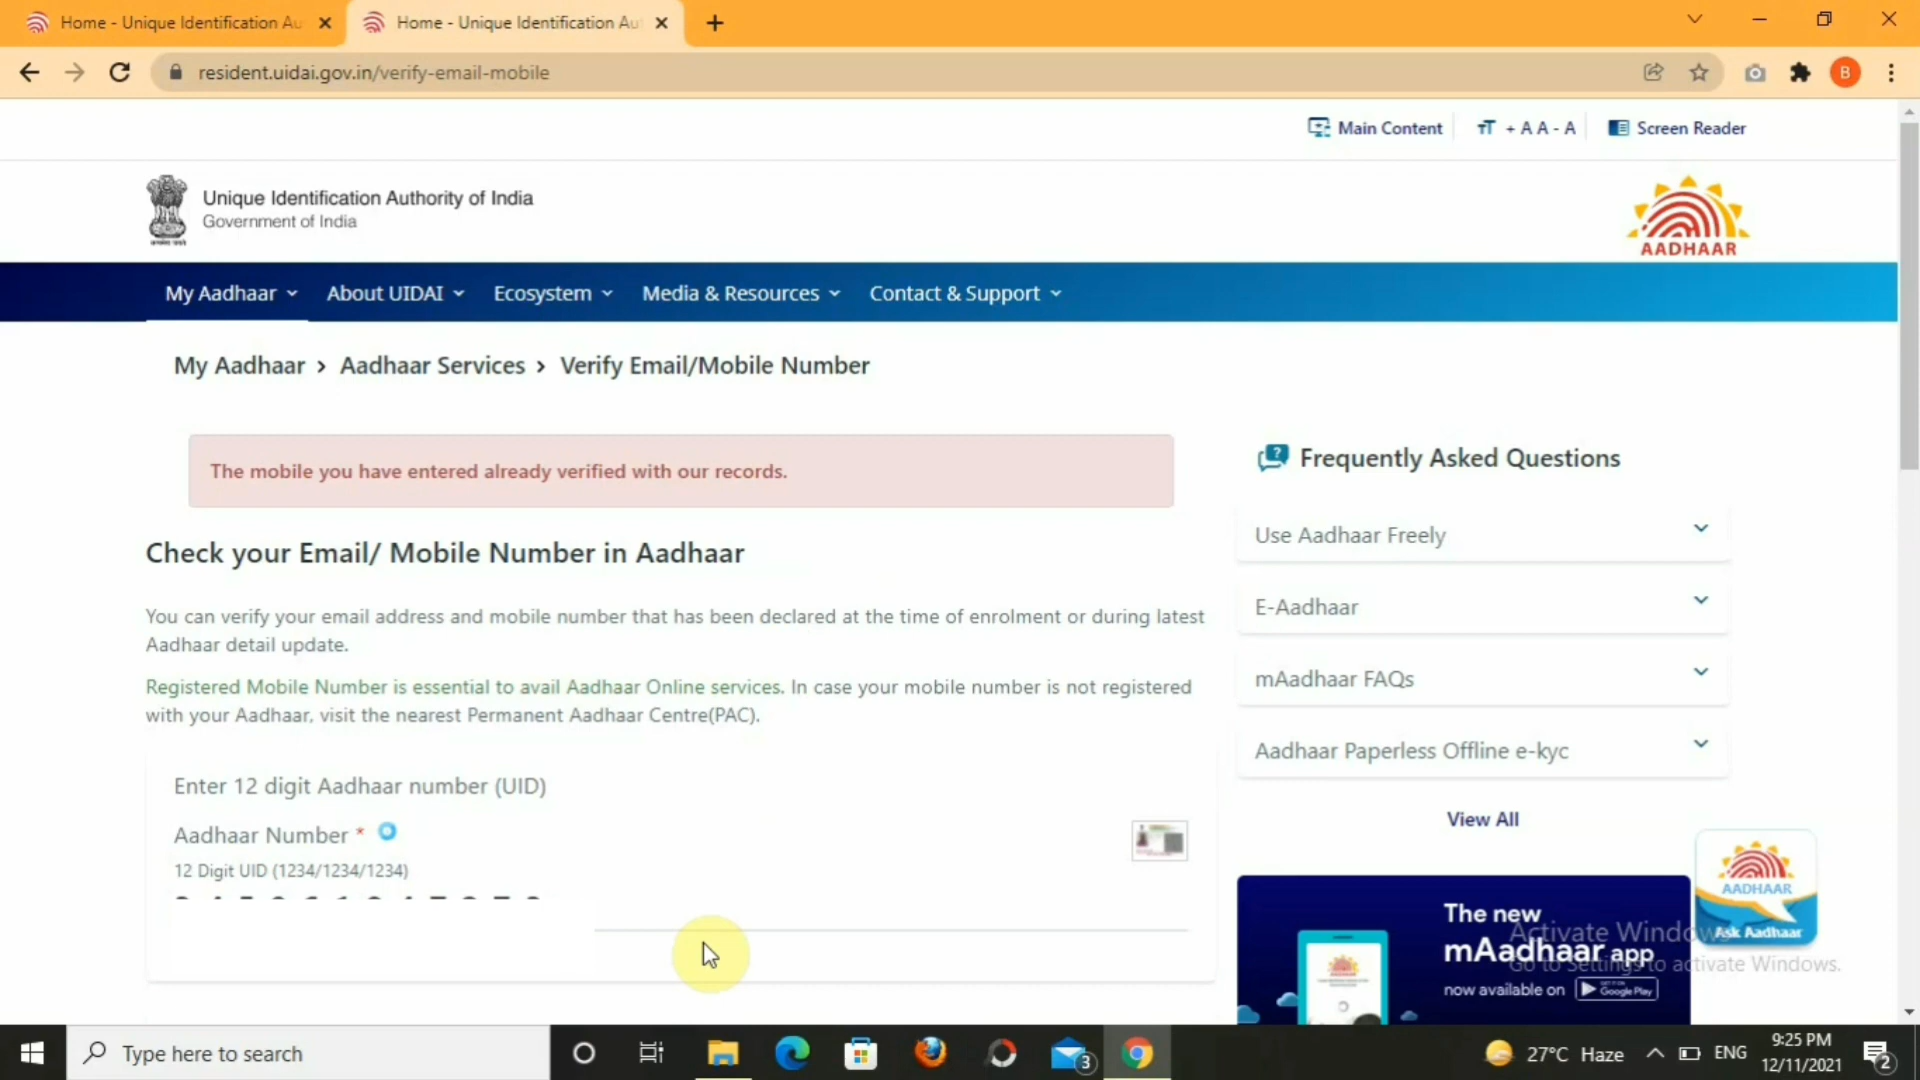 Home - Unique Identification Au
Home - Unique Identification Au
resident.uidai.gov.in/verify-email-mobile
B
Main Content
TT + A A - A
Screen Reader
Unique Identification Authority of India
Government of India
AADHAAR
My Aadhaar
About UIDAI
Ecosystem
Media & Resources
Contact & Support
My Aadhaar > Aadhaar Services > Verify Email/Mobile Number
The mobile you have entered already verified with our records.
Check your Email/ Mobile Number in Aadhaar
You can verify your email address and mobile number that has been declared at the time of enrolment or during latest
Aadhaar detail update.
Registered Mobile Number is essential to avail Aadhaar Online services. In case your mobile number is not registered
with your Aadhaar, visit the nearest Permanent Aadhaar Centre(PAC).
Enter 12 digit Aadhaar number (UID)
Aadhaar Number *
12 Digit UID (1234/1234/1234)
Frequently Asked Questions
Use Aadhaar Freely
E-Aadhaar
mAadhaar FAQs
Aadhaar Paperless Offline e-kyc
View All
The new
mAadhaar app
now available on
GET IT ON
Google Play
AADHAAR
Ask Aadhaar
Activate Windows
Go to Settings to activate Windows.
Type here to search
3
27°C Haze
ENG
9:25 PM
12/11/2021
2